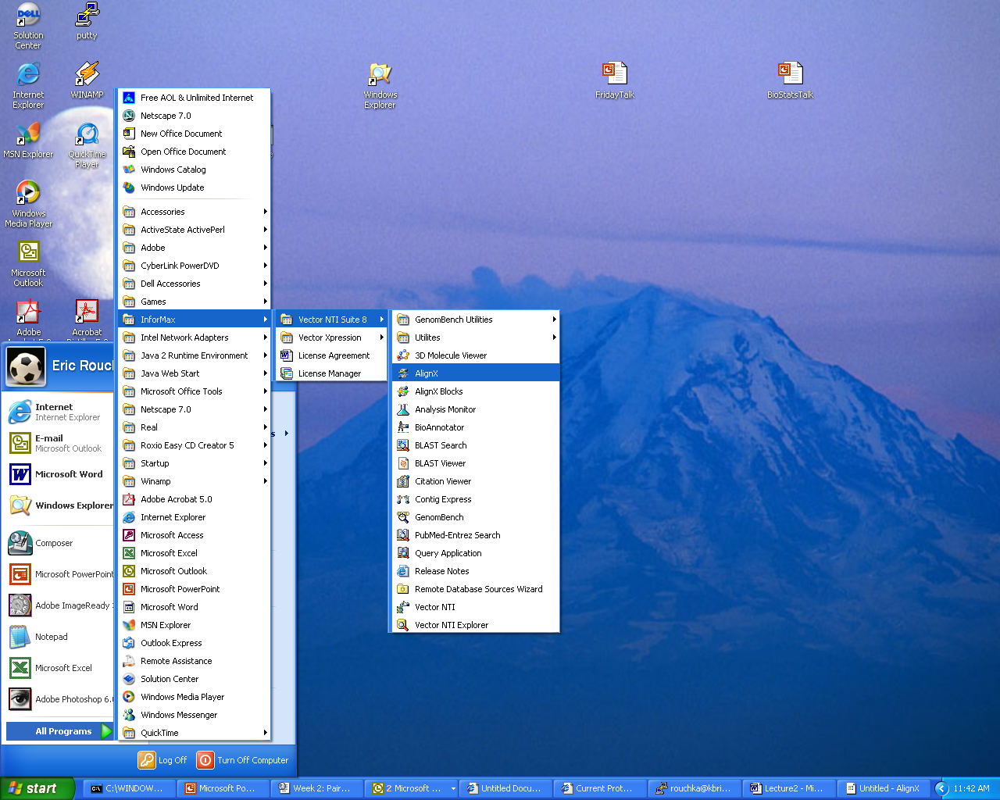 Solution
Center
putty
Internet
Explorer
WINAMP
Windows
Explorer
FridayTalk
BioStatsTalk
MSN Explorer
QuickTime
Player
Windows
Media Player
Microsoft
Outlook
Adobe
Acrobat
Free AOL & Unlimited Internet
Netscape 7.0
New Office Document
Open Office Document
Windows Catalog
Windows Update
Accessories
ActiveState ActivePerl
Adobe
CyberLink PowerDVD
Dell Accessories
Games
InforMax
Intel Network Adapters
Java 2 Runtime Environment
Java Web Start
Microsoft Office Tools
Netscape 7.0
Real
Roxio Easy CD Creator 5
Startup
Winamp
Adobe Acrobat 5.0
Internet Explorer
Microsoft Access
Microsoft Excel
Microsoft Outlook
Microsoft PowerPoint
Microsoft Word
MSN Explorer
Outlook Express
Remote Assistance
Solution Center
Windows Media Player
Windows Messenger
QuickTime
Vector NTI Suite 8
Vector Xpression
License Agreement
License Manager
GenomBench Utilities
Utilites
3D Molecule Viewer
AlignX
AlignX Blocks
Analysis Monitor
BioAnnotator
BLAST Search
BLAST Viewer
Citation Viewer
Contig Express
GenomBench
PubMed-Entrez Search
Query Application
Release Notes
Remote Database Sources Wizard
Vector NTI
Vector NTI Explorer
Eric Rouch
Internet
Internet Explorer
E-mail
Microsoft Outlook
Microsoft Word
Windows Explorer
Composer
Microsoft PowerPoint
Adobe ImageReady
Notepad
Microsoft Excel
Adobe Photoshop 6.
All Programs
Log Off
Turn Off Computer
start
C:\WINDOW...
Microsoft Po...
Week 2: Pair...
2 Microsoft ...
Untitled Docu...
Current Prot...
rouchka@kbri...
Lecture2 - Mi...
Untitled - AlignX
11:42 AM